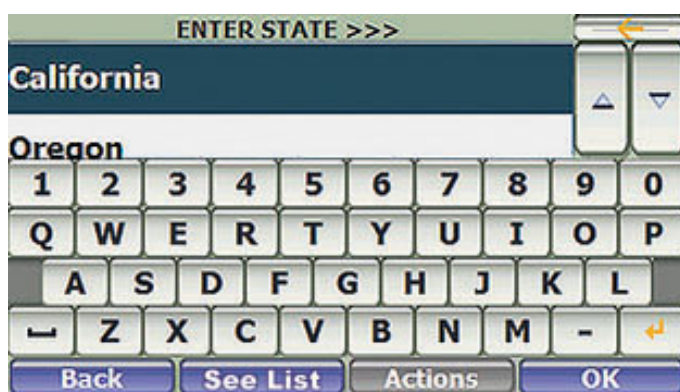 ENTER STATE >>>
California
Oregon
1 2 3 4 5 6 7 8 9 0
Q W E R T Y U I O P
A S D F G H J K L
Z X C V B N M -
Back See List Actions OK